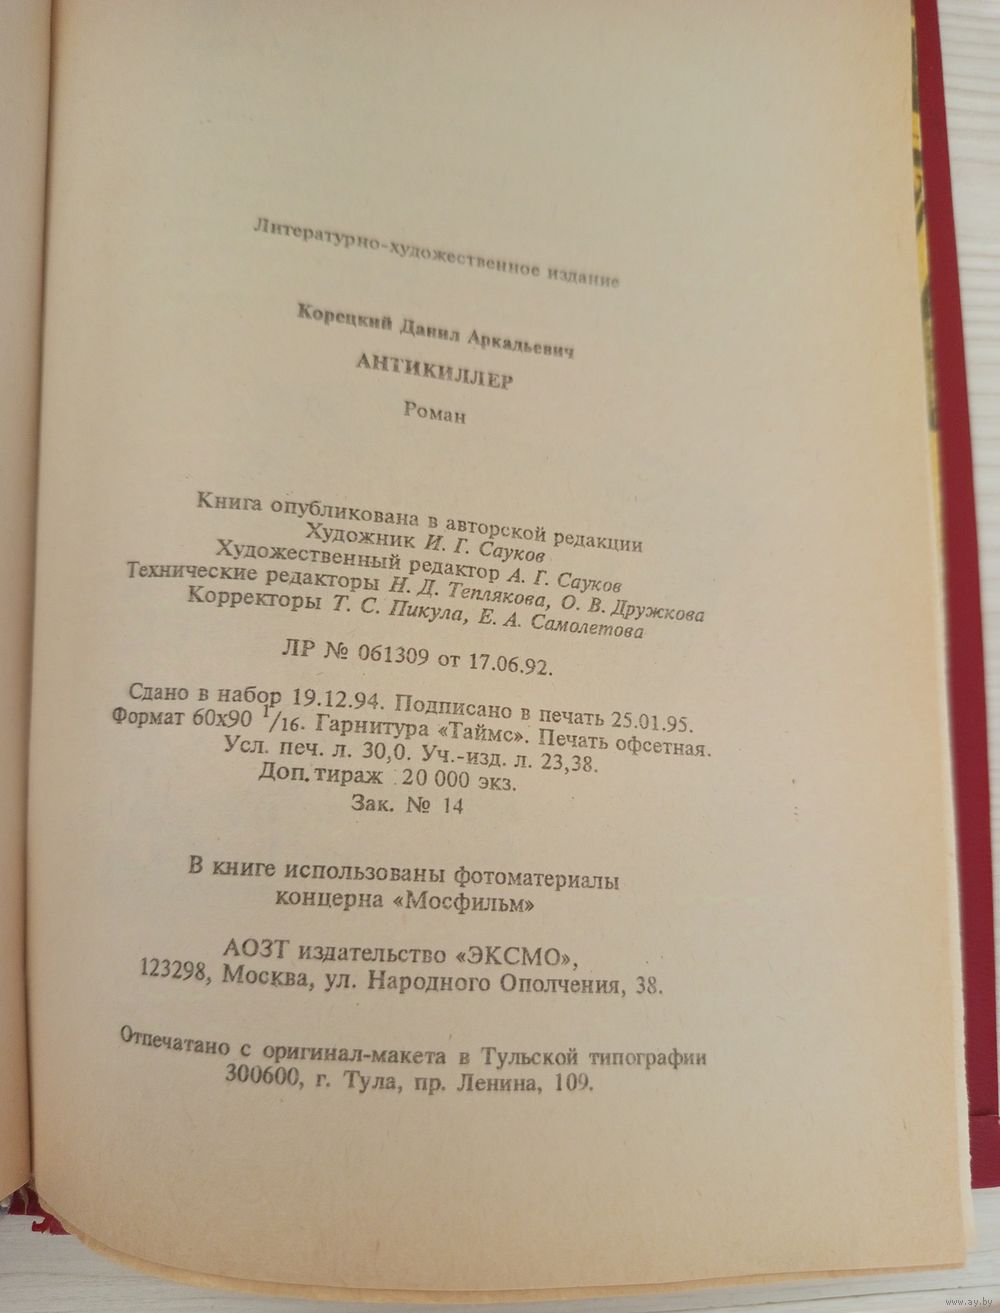 Литературно-художественное издание
Корецкий Данил Аркадьевич
АНТИКИЛЛЕР
Роман
Книга опубликована в авторской редакции
Художник И. Г. Сауков
Художественный редактор А. Г. Сауков
Технические редакторы Н. Д. Теплякова, О. В. Дружкова
Корректоры Т. С. Пикула, Е. А. Самолетова
ЛР № 061309 от 17.06.92.
Сдано в набор 19.12.94. Подписано в печать 25.01.95.
Формат 60х90 1/16. Гарнитура «Таймс». Печать офсетная.
Усл. печ. л. 30,0. Уч.-изд. л. 23,38.
Доп. тираж 20 000 экз.
Зак. № 14
В книге использованы фотоматериалы
концерна «Мосфильм»
АОЗТ издательство «ЭКСМО»,
123298, Москва, ул. Народного Ополчения, 38.
Отпечатано с оригинал-макета в Тульской типографии
300600, г. Тула, пр. Ленина, 109.
www.ay.by